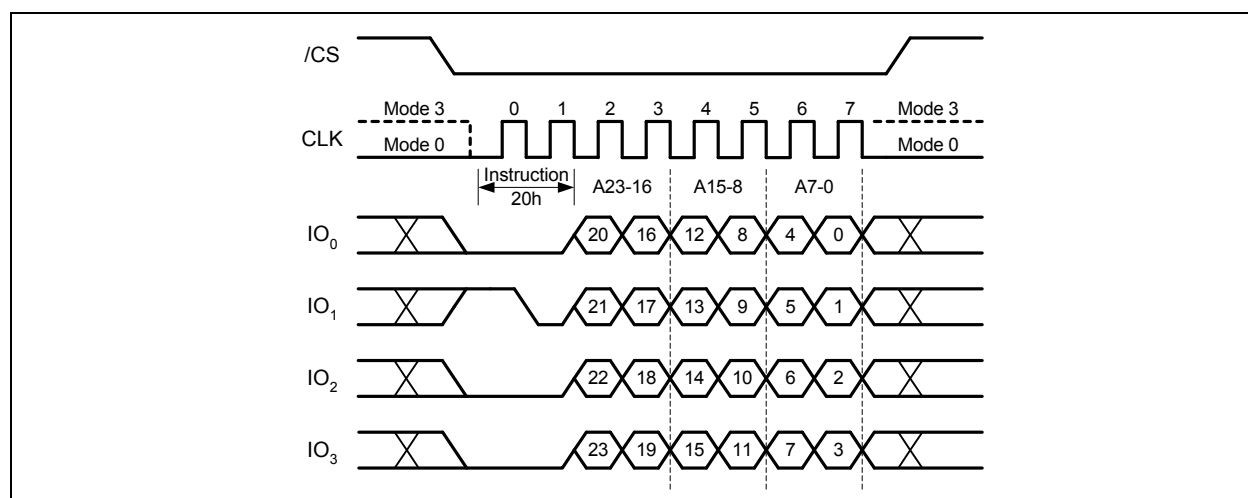 /CS
Mode 3 0 1 2 3 4 5 6 7 Mode 3
CLK
Mode 0 Mode 0
Instruction
20h
A23-16 A15-8 A7-0
IO0 20 16 12 8 4 0
IO1 21 17 13 9 5 1
IO2 22 18 14 10 6 2
IO3 23 19 15 11 7 3